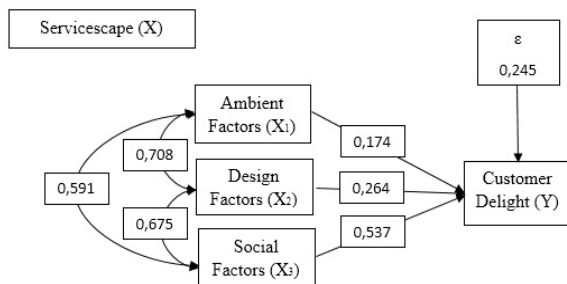 Servicescape (X)
ε
0,245
Ambient
Factors (X₁)
0,174
0,708
0,591
Design
Factors (X₂)
0,264
Customer
Delight (Y)
0,675
0,537
Social
Factors (X₃)